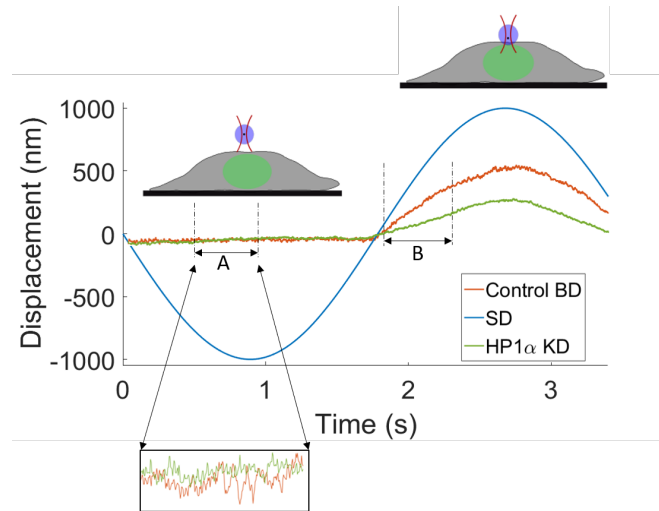 1000
500
0
-500
-1000
Displacement (nm)
A
B
Control BD
SD
HP1α KD
0
1
2
3
Time (s)